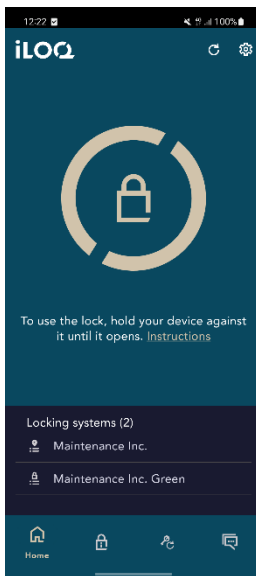 12:22 100%
iLOQ
To use the lock, hold your device against
it until it opens. Instructions
Locking systems (2)
Maintenance Inc.
Maintenance Inc. Green
Home